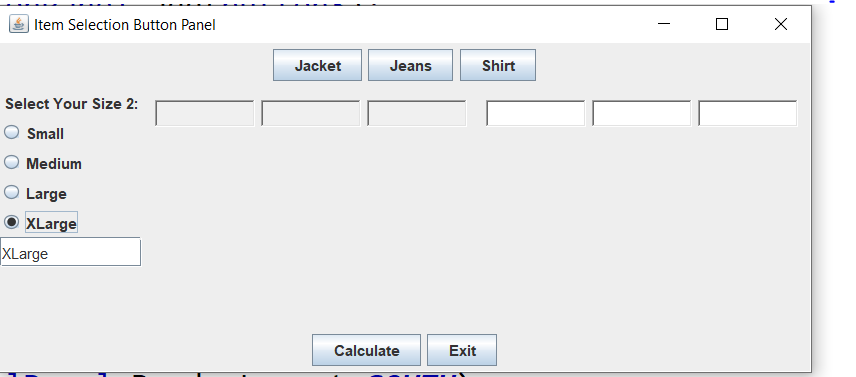 Item Selection Button Panel
Jacket Jeans Shirt
Select Your Size 2:
Small
Medium
Large
XLarge
XLarge
Calculate Exit